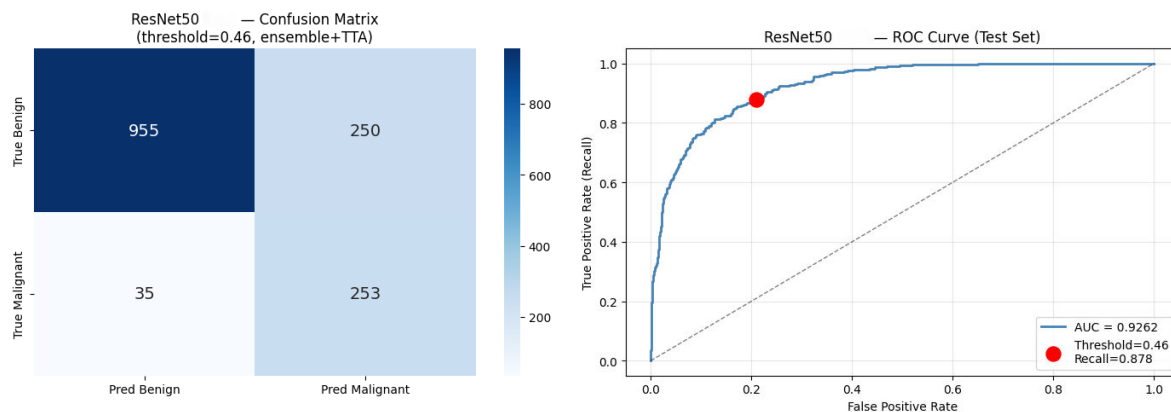 ResNet50 — Confusion Matrix
(threshold=0.46, ensemble+TTA)
True Benign
True Malignant
955
250
35
253
Pred Benign
Pred Malignant
800
600
400
200
ResNet50 — ROC Curve (Test Set)
True Positive Rate (Recall)
1.0
0.8
0.6
0.4
0.2
0.0
0.0
0.2
0.4
0.6
0.8
1.0
False Positive Rate
AUC = 0.9262
Threshold=0.46
Recall=0.878